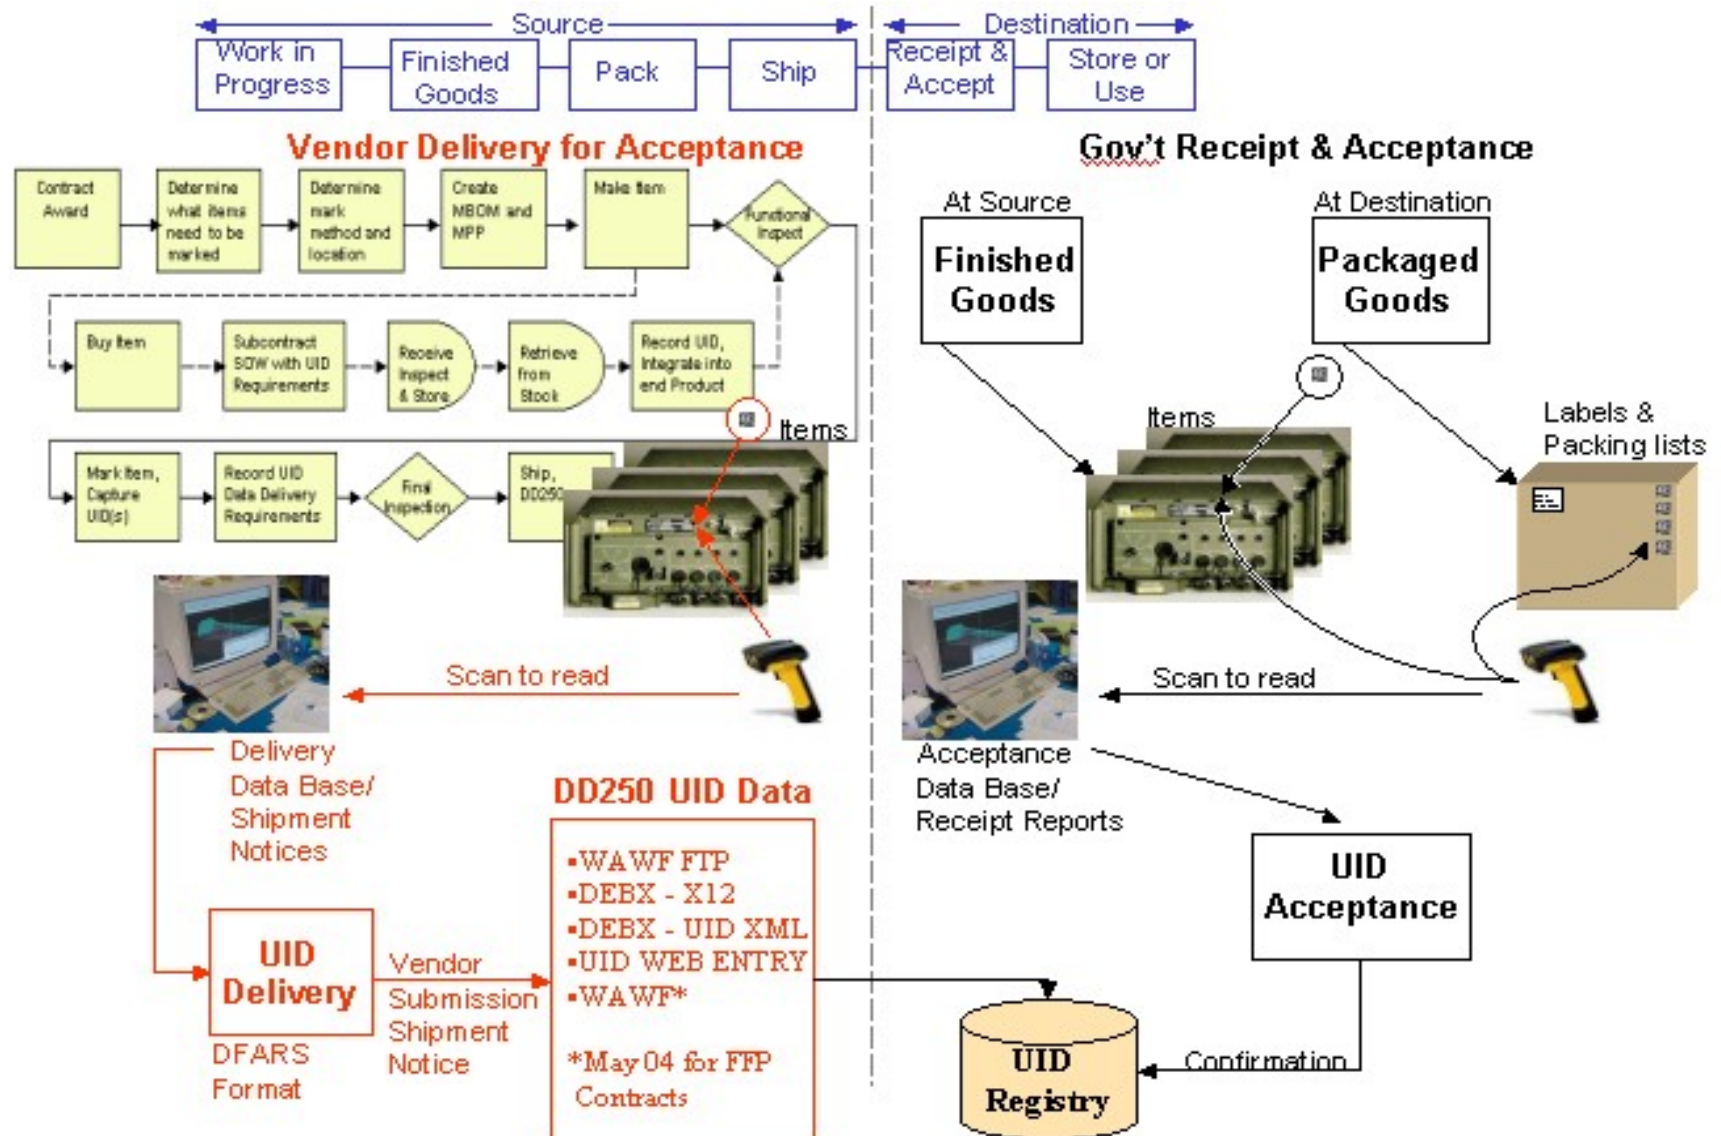 Source
Destination
Work in
Progress
Finished
Goods
Pack
Ship
Receipt &
Accept
Store or
Use
Vendor Delivery for Acceptance
Contract
Award
Determine
what items
need to be
marked
Determine
mark
method and
location
Create
MBOM and
MPP
Make Item
Functional
Inspect
Buy Item
Subcontract
SOW with UID
Requirements
Receive
Inspect
& Store
Retrieve
from
Stock
Record UID,
Integrate into
end Product
Items
Mark Item,
Capture
UID(s)
Record UID
Data Delivery
Requirements
Final
Inspection
Ship,
DD250
Scan to read
Delivery
Data Base/
Shipment
Notices
UID
Delivery
DFARS
Format
Vendor
Submission
Shipment
Notice
DD250 UID Data
▪WAWF FTP
▪DEBX - X12
▪DEBX - UID XML
▪UID WEB ENTRY
▪WAWF*
*May 04 for FFP
Contracts
Gov't Receipt & Acceptance
At Source
Finished
Goods
At Destination
Packaged
Goods
Items
Labels &
Packing lists
Scan to read
Acceptance
Data Base/
Receipt Reports
UID
Acceptance
Confirmation
UID
Registry